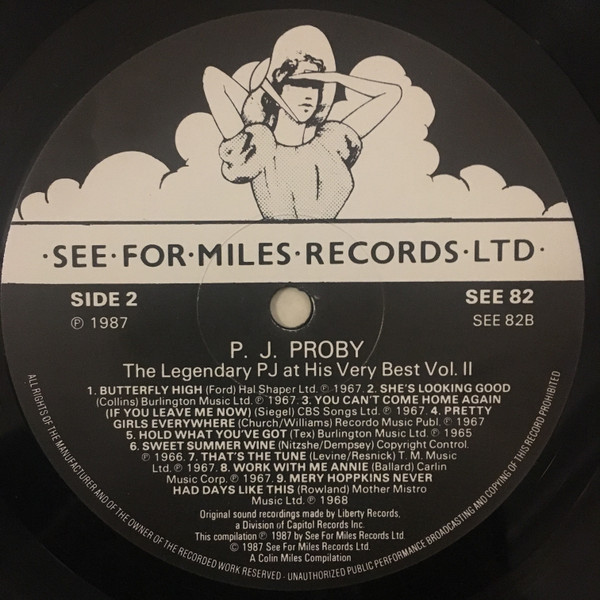 ·SEE·FOR·MILES·RECORDS·LTD·
SIDE 2
℗ 1987
SEE 82
SEE 82B
P. J. PROBY
The Legendary PJ at His Very Best Vol. II
1. BUTTERFLY HIGH (Ford) Hal Shaper Ltd. ℗ 1967. 2. SHE'S LOOKING GOOD
(Collins) Burlington Music Ltd. ℗ 1967. 3. YOU CAN'T COME HOME AGAIN
(IF YOU LEAVE ME NOW) (Siegel) CBS Songs Ltd. ℗ 1967. 4. PRETTY
GIRLS EVERYWHERE (Church/Williams) Recordo Music Publ. ℗ 1967
5. HOLD WHAT YOU'VE GOT (Tex) Burlington Music Ltd. ℗ 1965
6. SWEET SUMMER WINE (Nitzshe/Dempsey) Copyright Control.
℗ 1966. 7. THAT'S THE TUNE (Levine/Resnick) T. M. Music
Ltd. ℗ 1967. 8. WORK WITH ME ANNIE (Ballard) Carlin
Music Corp. ℗ 1967. 9. MERY HOPPKINS NEVER
HAD DAYS LIKE THIS (Rowland) Mother Mistro
Music Ltd. ℗ 1968
Original sound recordings made by Liberty Records,
a Division of Capitol Records Inc.
This compilation ℗ 1987 by See For Miles Records Ltd.
© 1987 See For Miles Records Ltd.
A Colin Miles Compilation
ALL RIGHTS OF THE MANUFACTURER AND OF THE OWNER OF THE RECORDED WORK RESERVED · UNAUTHORIZED PUBLIC PERFORMANCE BROADCASTING AND COPYING OF THIS RECORD PROHIBITED